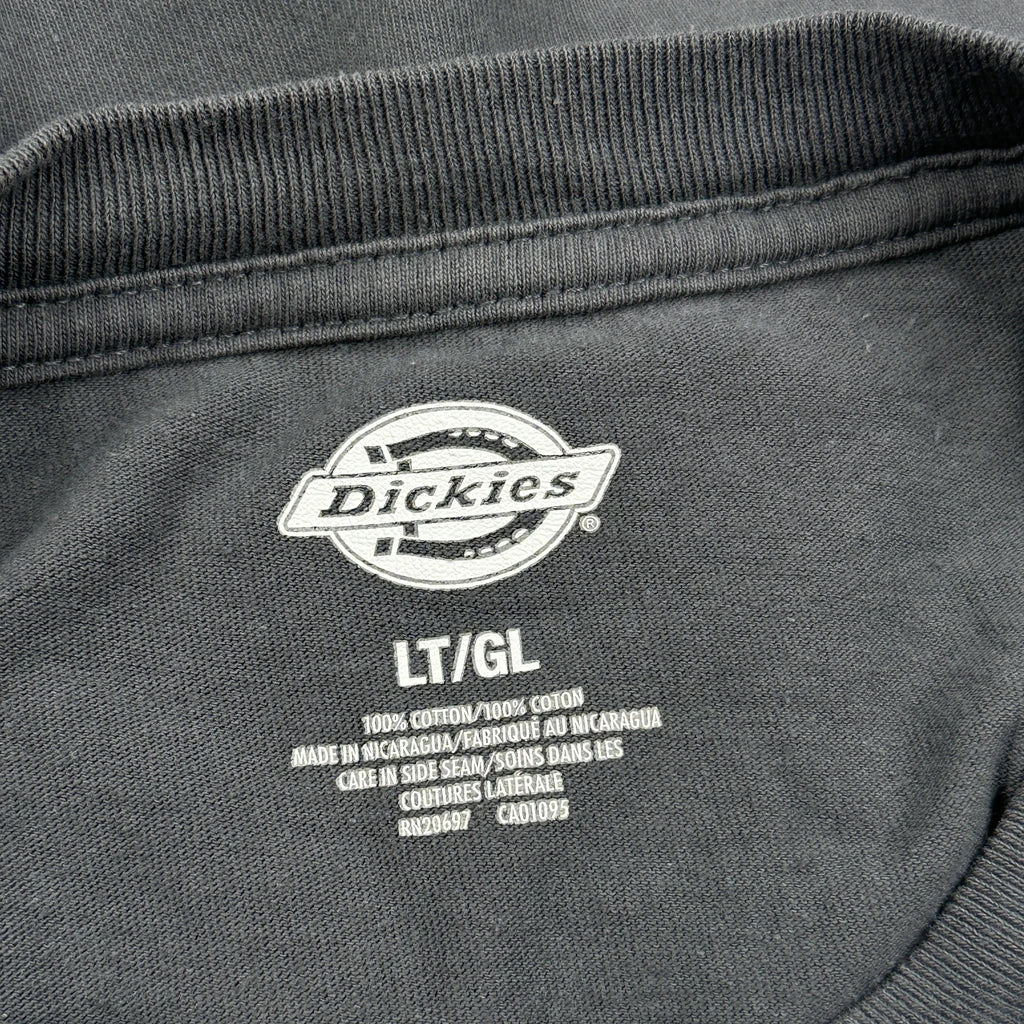 Dickies®
LT/GL
100% COTTON/100% COTON
MADE IN NICARAGUA/FABRIQUÉ AU NICARAGUA
CARE IN SIDE SEAM/SOINS DANS LES
COUTURES LATÉRALE
RN20697 CA01095